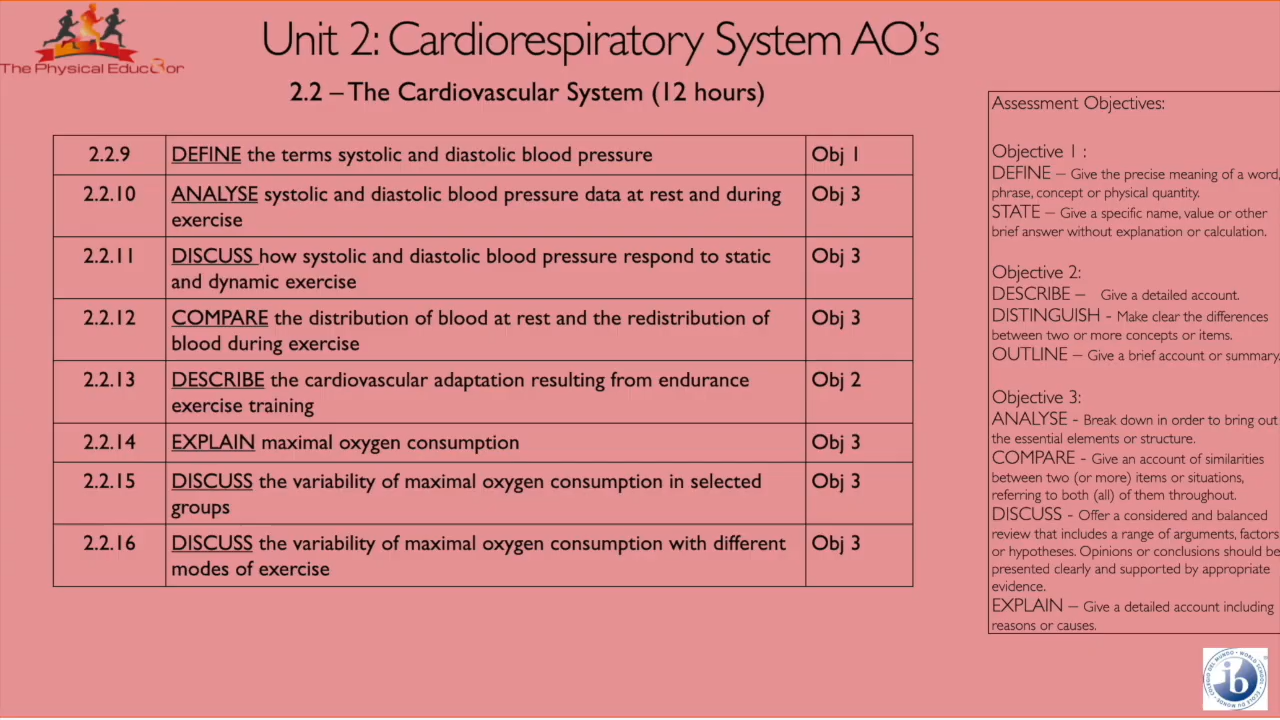 The Physical Educ3or
Unit 2: Cardiorespiratory System AO's
2.2 – The Cardiovascular System (12 hours)
2.2.9 DEFINE the terms systolic and diastolic blood pressure Obj 1
2.2.10 ANALYSE systolic and diastolic blood pressure data at rest and during Obj 3
exercise
2.2.11 DISCUSS how systolic and diastolic blood pressure respond to static Obj 3
and dynamic exercise
2.2.12 COMPARE the distribution of blood at rest and the redistribution of Obj 3
blood during exercise
2.2.13 DESCRIBE the cardiovascular adaptation resulting from endurance Obj 2
exercise training
2.2.14 EXPLAIN maximal oxygen consumption Obj 3
2.2.15 DISCUSS the variability of maximal oxygen consumption in selected Obj 3
groups
2.2.16 DISCUSS the variability of maximal oxygen consumption with different Obj 3
modes of exercise
Assessment Objectives:
Objective 1 :
DEFINE – Give the precise meaning of a word,
phrase, concept or physical quantity.
STATE – Give a specific name, value or other
brief answer without explanation or calculation.
Objective 2:
DESCRIBE – Give a detailed account.
DISTINGUISH - Make clear the differences
between two or more concepts or items.
OUTLINE – Give a brief account or summary.
Objective 3:
ANALYSE - Break down in order to bring out
the essential elements or structure.
COMPARE - Give an account of similarities
between two (or more) items or situations,
referring to both (all) of them throughout.
DISCUSS - Offer a considered and balanced
review that includes a range of arguments, factors
or hypotheses. Opinions or conclusions should be
presented clearly and supported by appropriate
evidence.
EXPLAIN – Give a detailed account including
reasons or causes.
ib